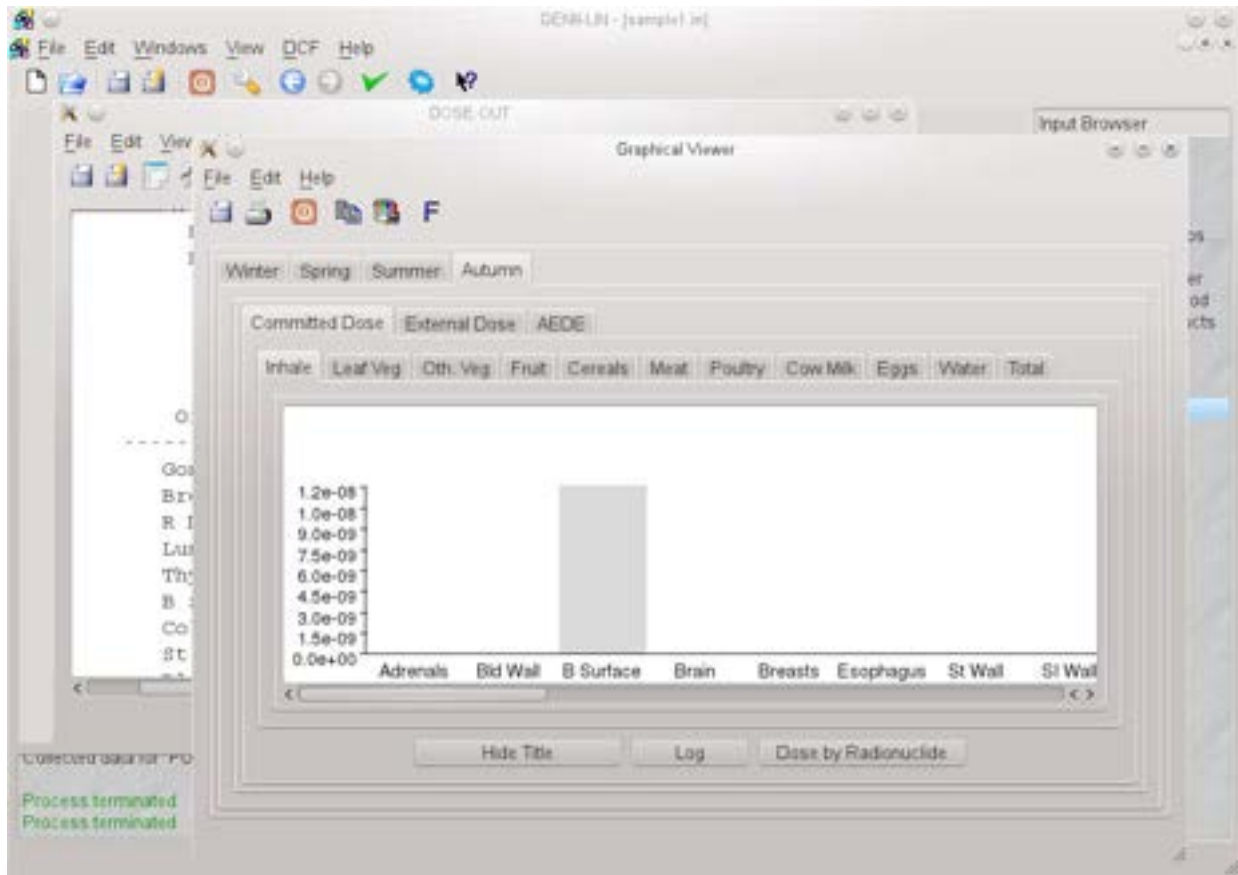 File Edit Windows View DCF Help
DOSE.OUT
Input Browser
File Edit View
Graphical Viewer
File Edit Help
F
Winter Spring Summer Autumn
Committed Dose External Dose AEDE
Inhale Leaf Veg Oth. Veg Fruit Cereals Meat Poultry Cow Milk Eggs Water Total
1.2e-08
1.0e-08
9.0e-09
7.5e-09
6.0e-09
4.5e-09
3.0e-09
1.5e-09
0.0e+00
Adrenals Bld Wall B Surface Brain Breasts Esophagus St Wall SI Wall
Hide Title Log Dose by Radionuclide
Collected data for
Process terminated
Process terminated